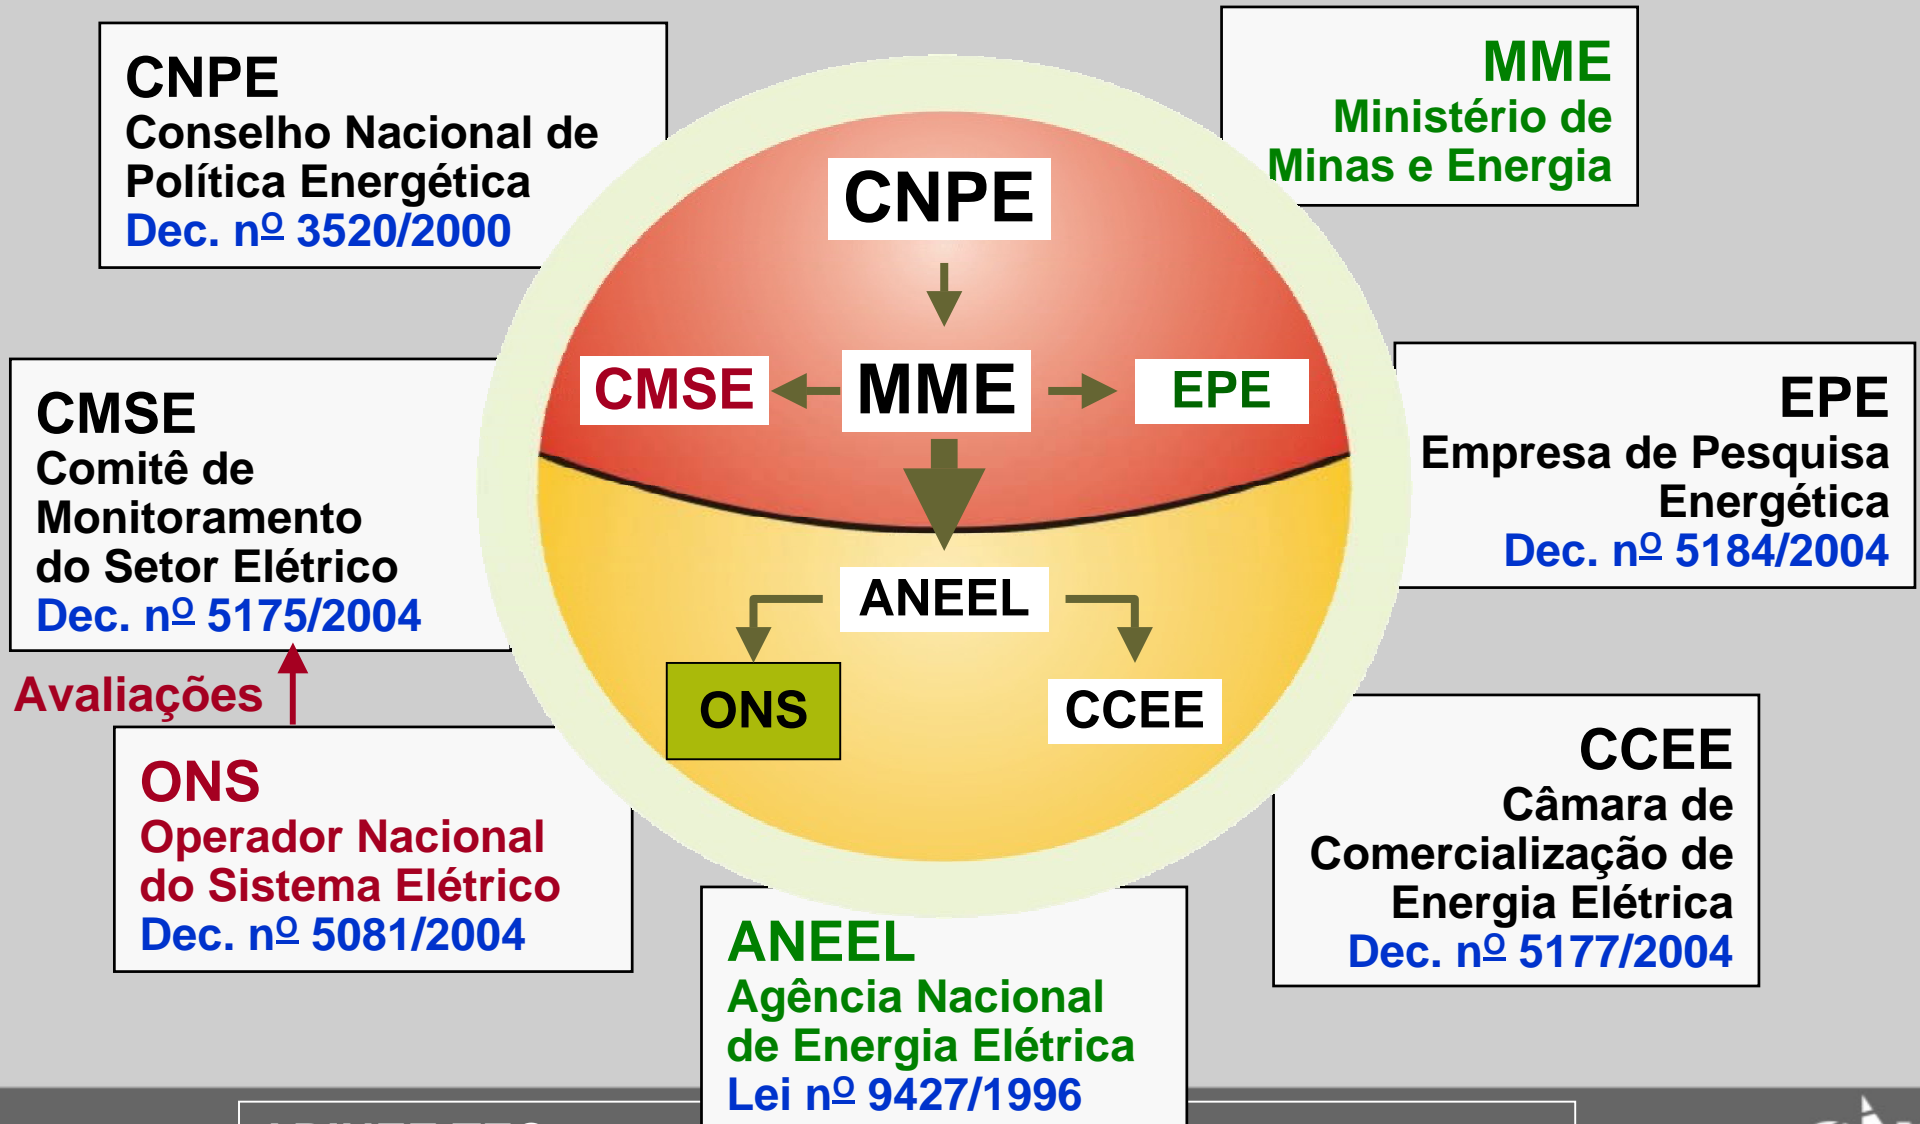 CNPE
Conselho Nacional de
Política Energética
Dec. nº 3520/2000
MME
Ministério de
Minas e Energia
CNPE
CMSE
MME
EPE
CMSE
Comitê de
Monitoramento
do Setor Elétrico
Dec. nº 5175/2004
EPE
Empresa de Pesquisa
Energética
Dec. nº 5184/2004
ANEEL
ONS
CCEE
Avaliações
ONS
Operador Nacional
do Sistema Elétrico
Dec. nº 5081/2004
CCEE
Câmara de
Comercialização de
Energia Elétrica
Dec. nº 5177/2004
ANEEL
Agência Nacional
de Energia Elétrica
Lei nº 9427/1996